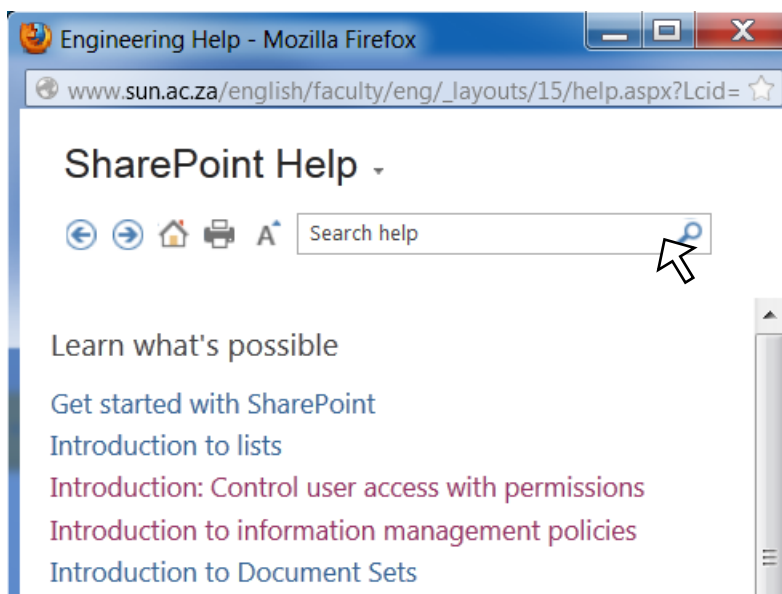 Engineering Help - Mozilla Firefox
www.sun.ac.za/english/faculty/eng/_layouts/15/help.aspx?Lcid=
SharePoint Help
A Search help
Learn what's possible
Get started with SharePoint
Introduction to lists
Introduction: Control user access with permissions
Introduction to information management policies
Introduction to Document Sets